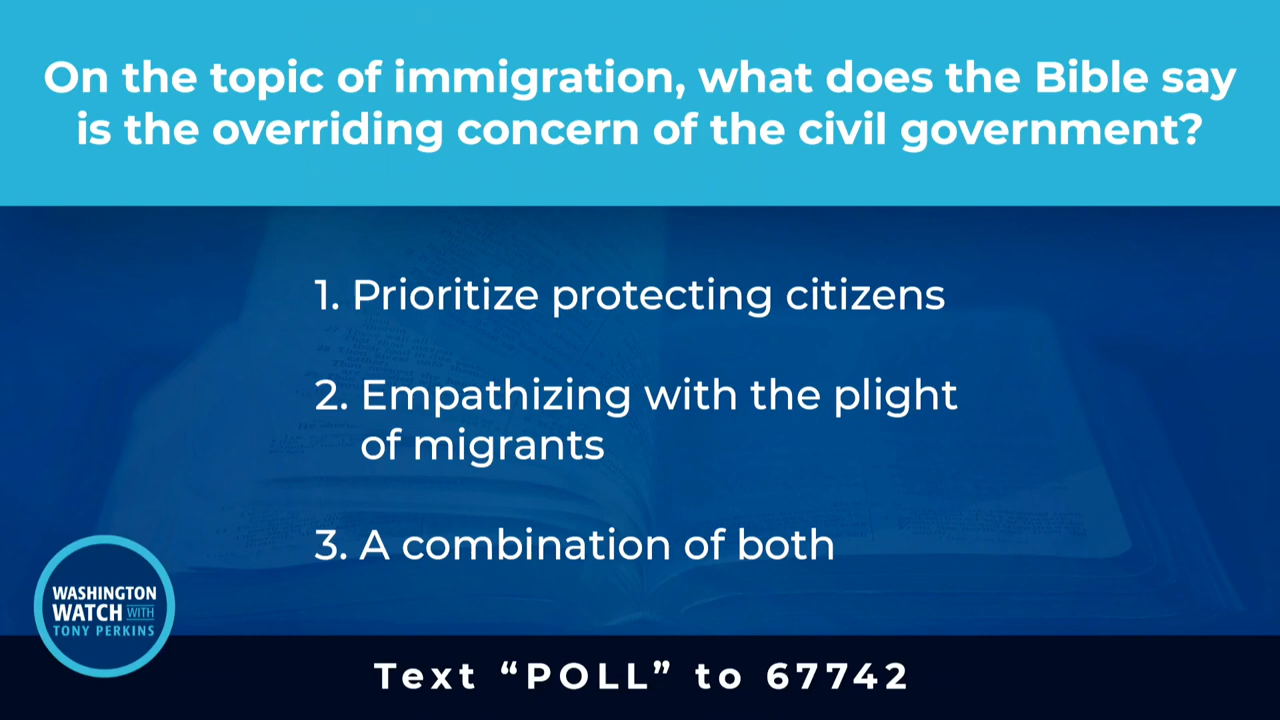 On the topic of immigration, what does the Bible say
is the overriding concern of the civil government?
1. Prioritize protecting citizens
2. Empathizing with the plight
of migrants
3. A combination of both
WASHINGTON
WATCH WITH
TONY PERKINS
Text “POLL” to 67742